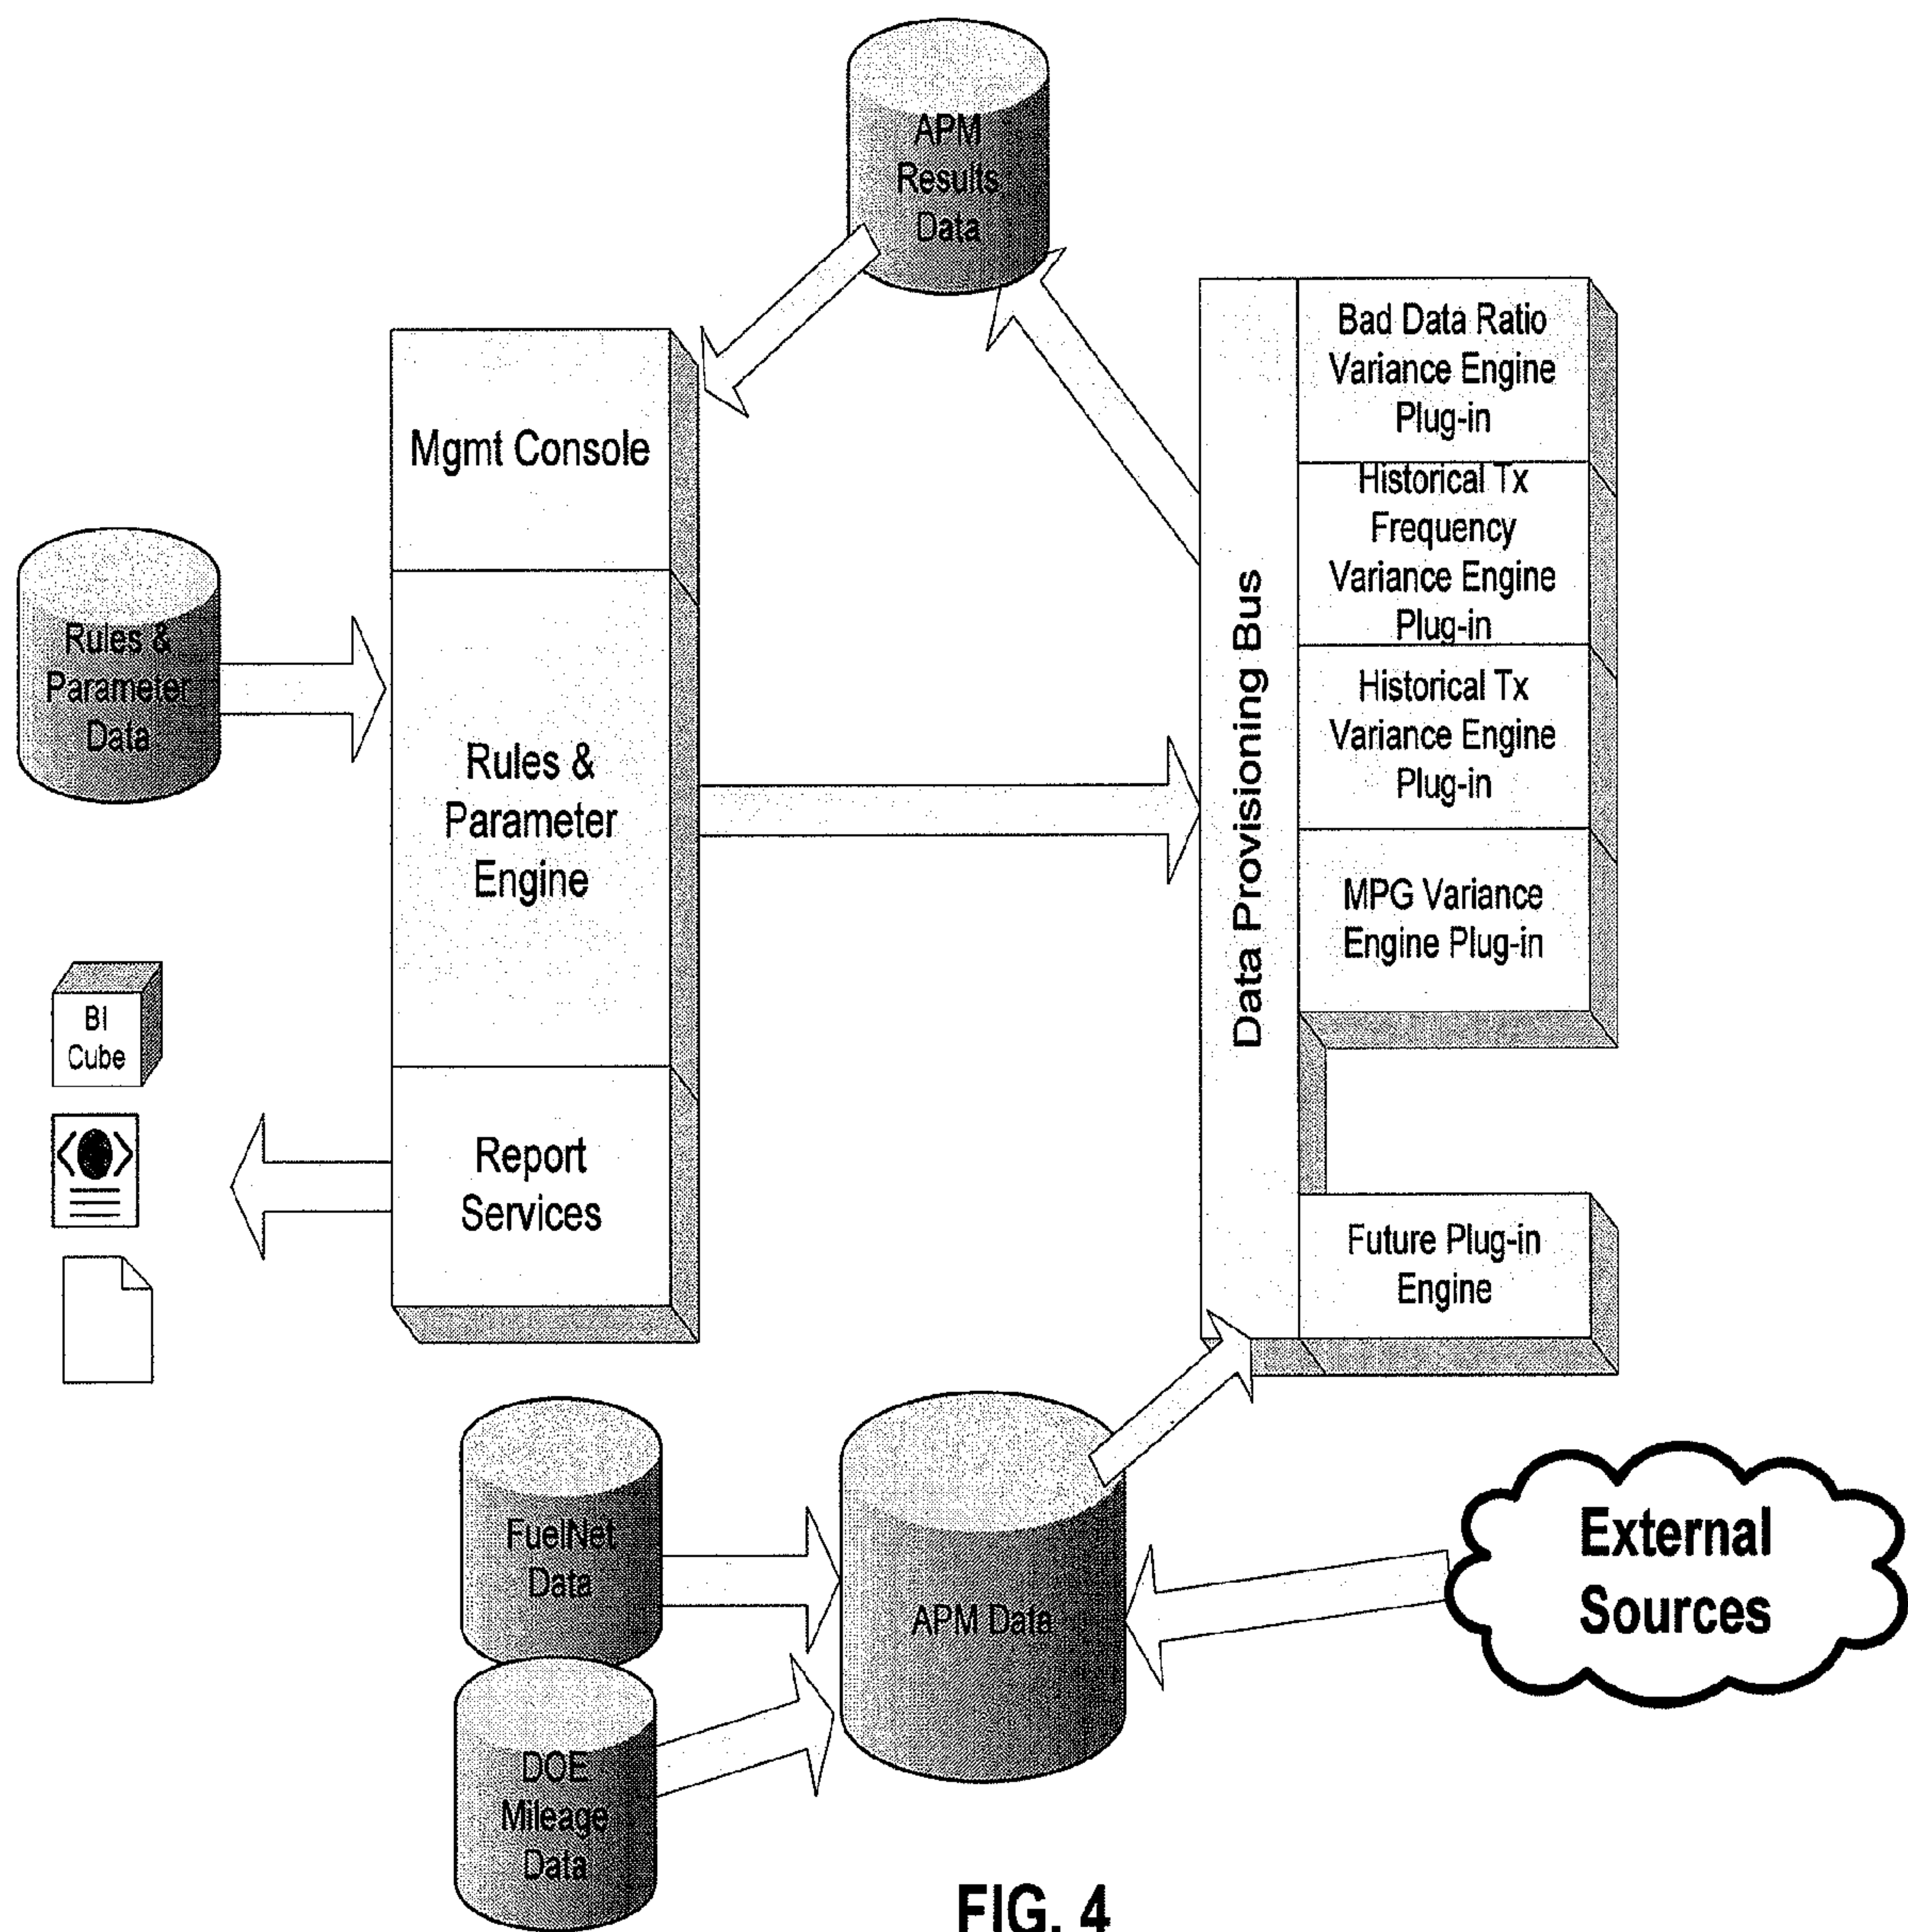 APM
Results
Data
Bad Data Ratio
Variance Engine
Plug-in
Mgmt Console
Historical Tx
Frequency
Variance Engine
Plug-in
Rules &
Parameter
Data
Data Provisioning Bus
Historical Tx
Variance Engine
Plug-in
Rules &
Parameter
Engine
MPG Variance
Engine Plug-in
BI
Cube
Report
Services
Future Plug-in
Engine
FuelNet
Data
APM Data
External
Sources
DOE
Mileage
Data
FIG. 4